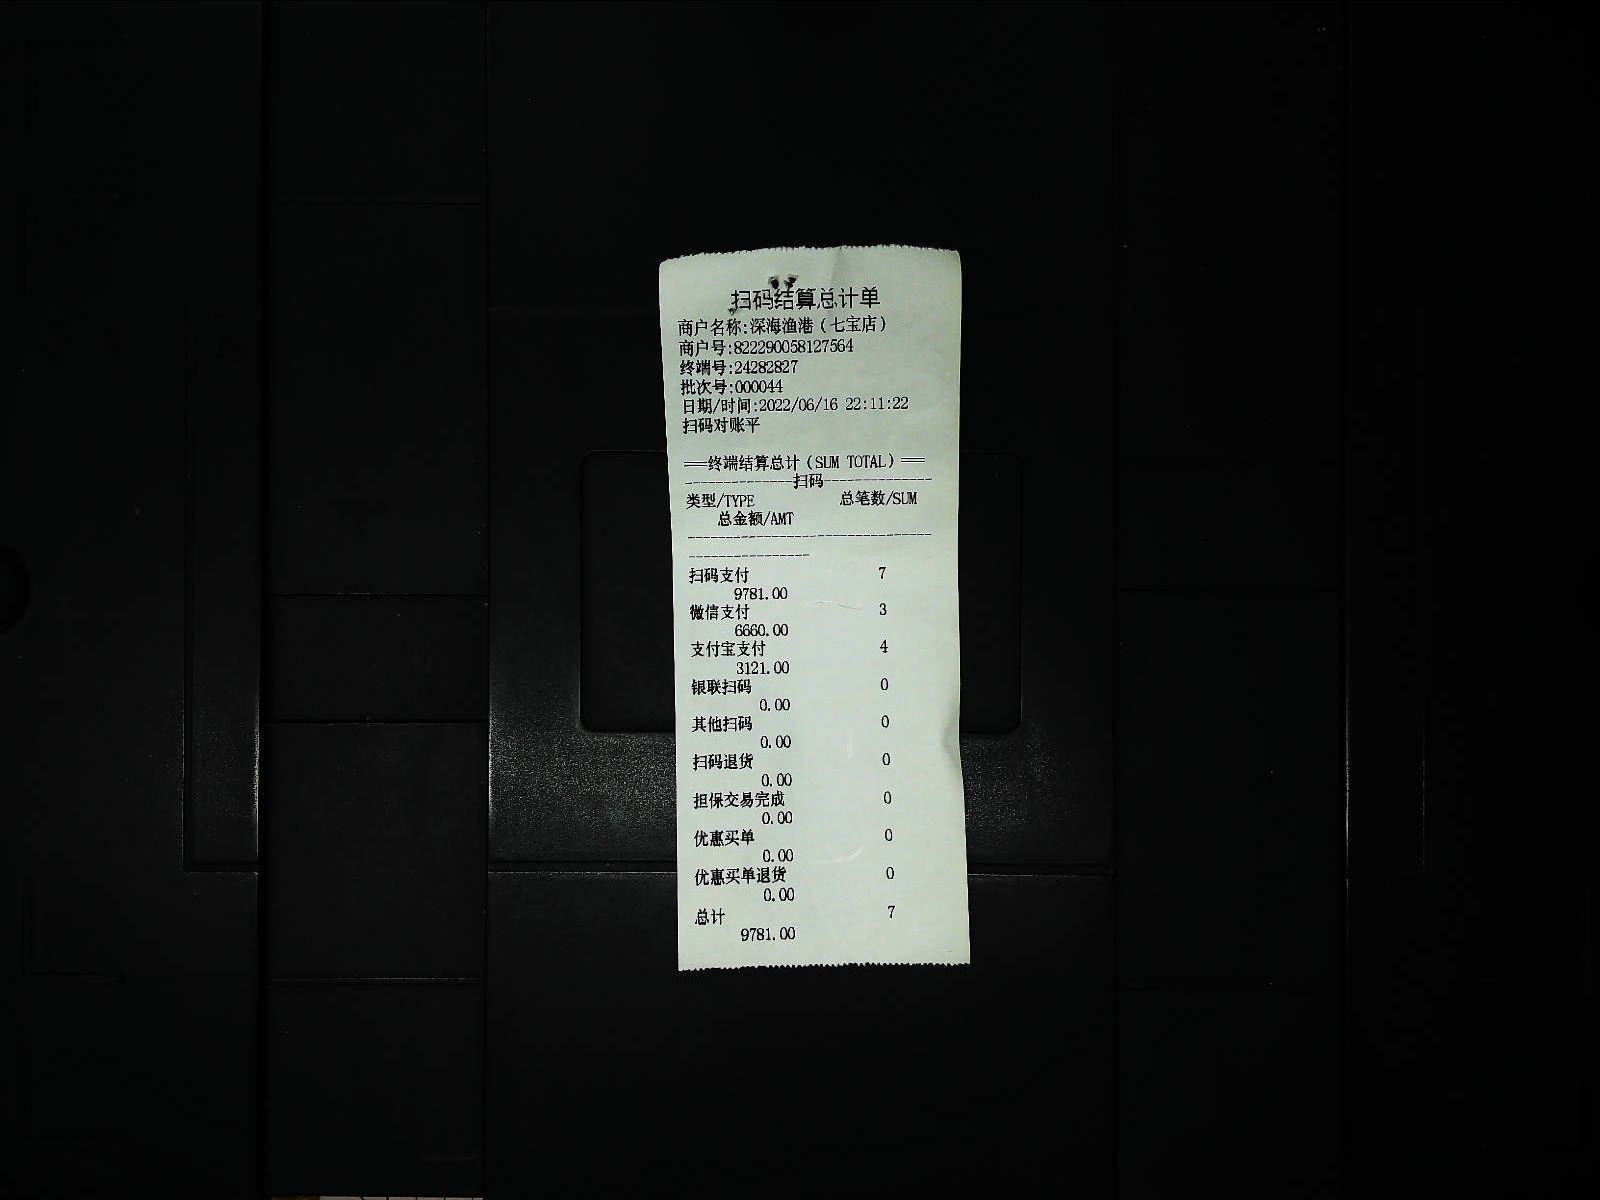 扫码结算总计单
商户名称:深海渔港(七宝店)
商户号:822290058127564
终端号:24282827
批次号:000044
日期/时间:2022/06/16 22:11:22
扫码对账平
==终端结算总计(SUM TOTAL)==
--------------扫码--------------
类型/TYPE 总笔数/SUM
总金额/AMT
--------------------------------
----------------
扫码支付 7
9781.00
微信支付 3
6660.00
支付宝支付 4
3121.00
银联扫码 0
0.00
其他扫码 0
0.00
扫码退货 0
0.00
担保交易完成 0
0.00
优惠买单 0
0.00
优惠买单退货 0
0.00
总计 7
9781.00